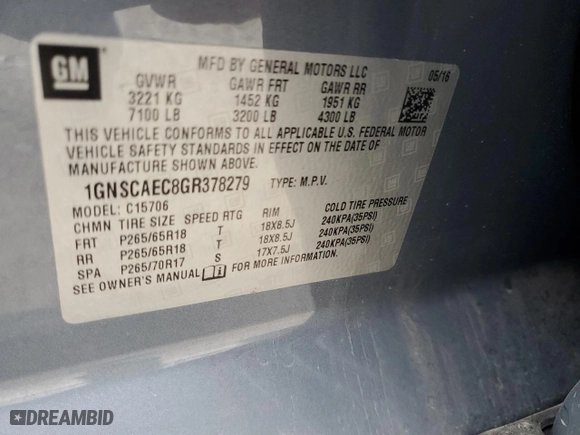 GM
MFD BY GENERAL MOTORS LLC 05/16
GVWR GAWR FRT GAWR RR
3221 KG 1452 KG 1951 KG
7100 LB 3200 LB 4300 LB
THIS VEHICLE CONFORMS TO ALL APPLICABLE U.S. FEDERAL MOTOR
VEHICLE SAFETY STANDARDS IN EFFECT ON THE DATE OF
MANUFACTURE SHOWN ABOVE.
1GNSCAEC8GR378279 TYPE: M.P.V.
MODEL: C15706
CHMN TIRE SIZE SPEED RTG RIM
FRT P265/65R18 T 18X8.5J 240KPA(35PSI)
RR P265/65R18 T 18X8.5J 240KPA(35PSI)
SPA P265/70R17 S 17X7.5J 240KPA(35PSI)
SEE OWNER'S MANUAL FOR MORE INFORMATION.
DREAMBID